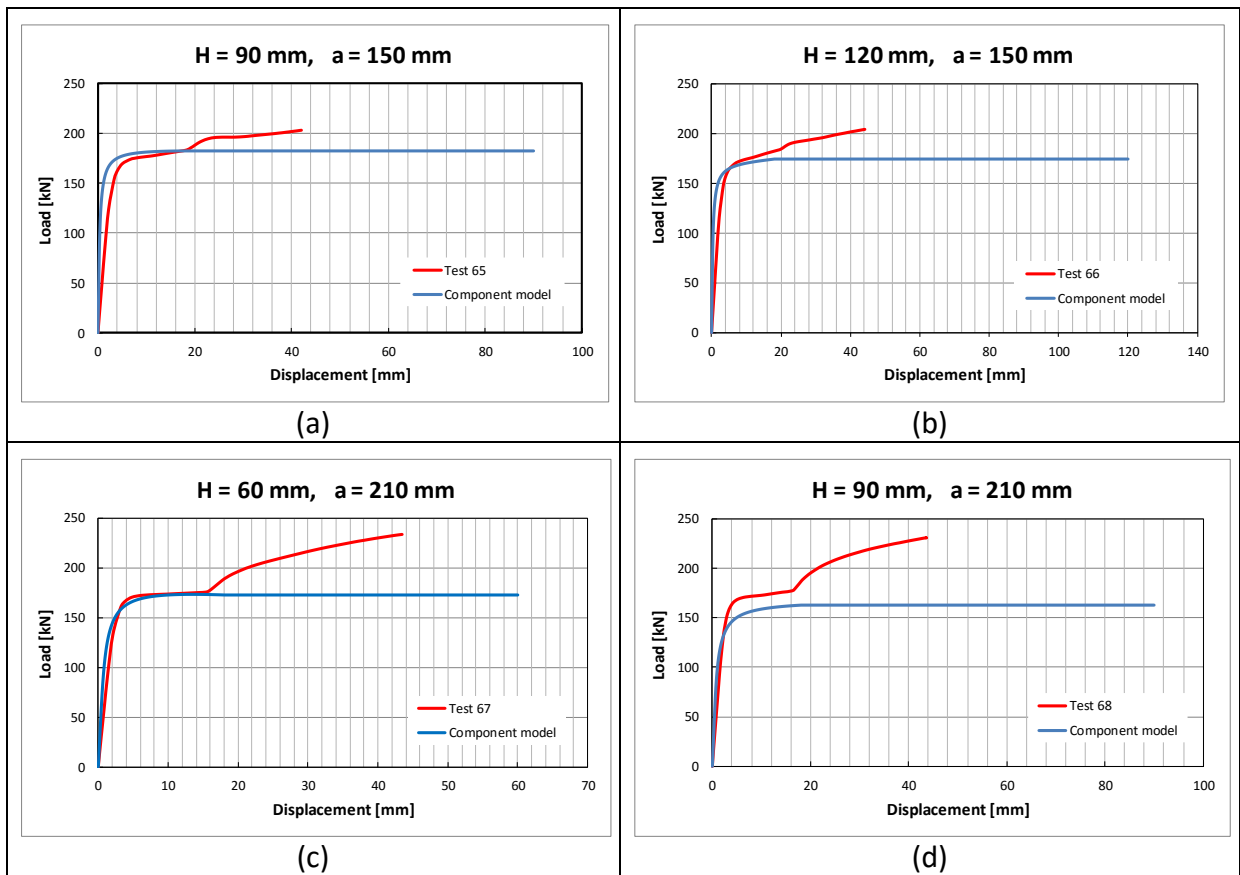 H = 90 mm, a = 150 mm
250
200
150
100
50
0
Load [kN]
Test 65
Component model
0 20 40 60 80 100
Displacement [mm]
(a)
H = 120 mm, a = 150 mm
250
200
150
100
50
0
Load [kN]
Test 66
Component model
0 20 40 60 80 100 120 140
Displacement [mm]
(b)
H = 60 mm, a = 210 mm
250
200
150
100
50
0
Load [kN]
Test 67
Component model
0 10 20 30 40 50 60 70
Displacement [mm]
(c)
H = 90 mm, a = 210 mm
250
200
150
100
50
0
Load [kN]
Test 68
Component model
0 20 40 60 80 100
Displacement [mm]
(d)